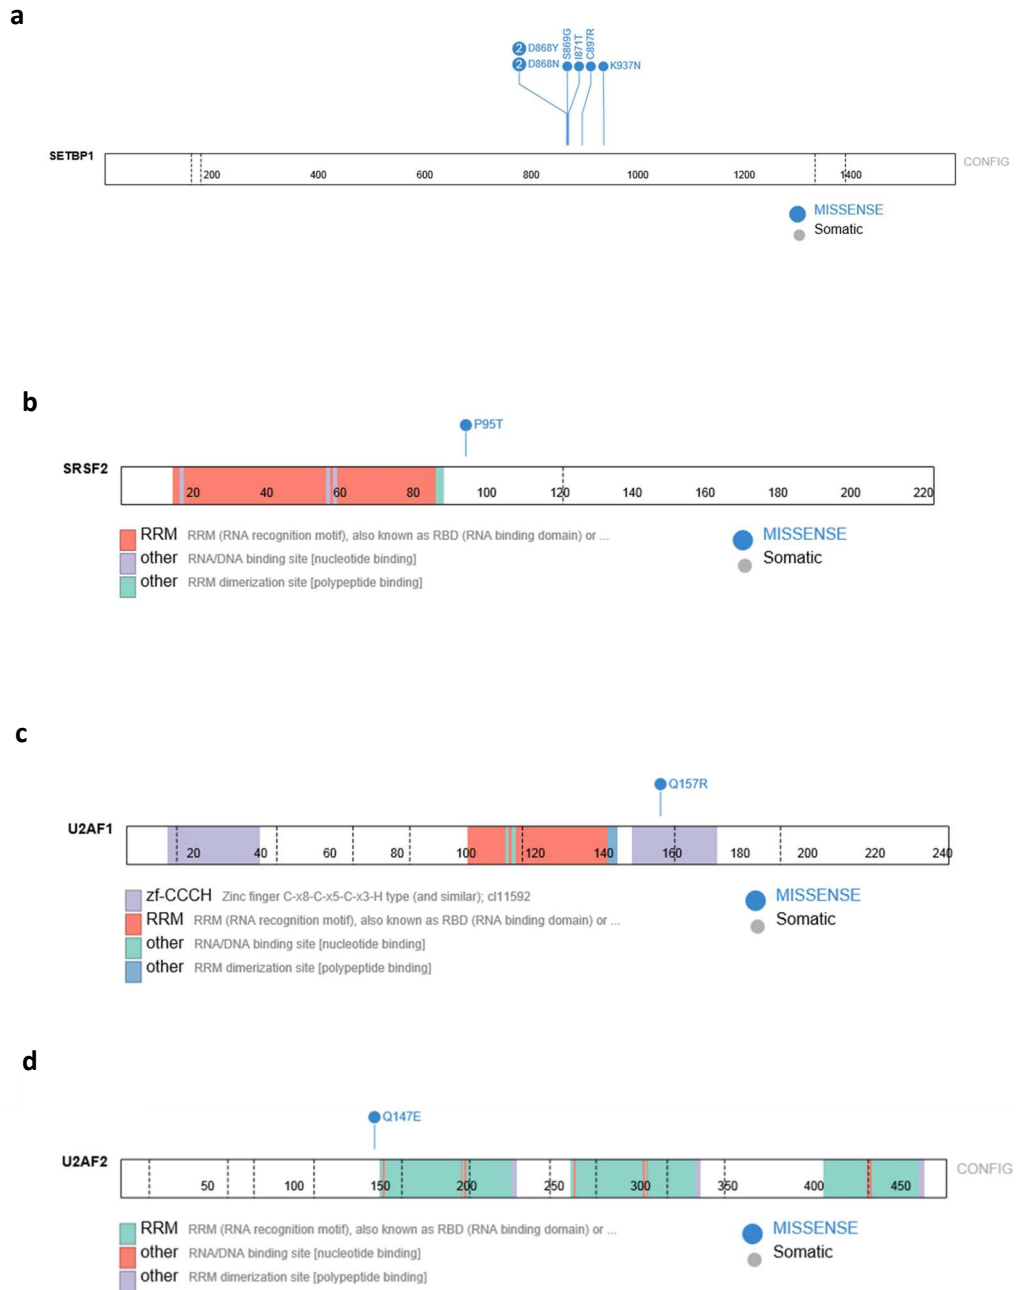 a
2 D868Y
2 D868N
S869G
I871T
C897R
K937N
SETBP1
200 400 600 800 1000 1200 1400
CONFIG
MISSENSE
Somatic
b
P95T
SRSF2
20 40 60 80 100 120 140 160 180 200 220
RRM RRM (RNA recognition motif), also known as RBD (RNA binding domain) or ...
other RNA/DNA binding site [nucleotide binding]
other RRM dimerization site [polypeptide binding]
MISSENSE
Somatic
c
Q157R
U2AF1
20 40 60 80 100 120 140 160 180 200 220 240
zf-CCCH Zinc finger C-x8-C-x5-C-x3-H type (and similar); cl11592
RRM RRM (RNA recognition motif), also known as RBD (RNA binding domain) or ...
other RNA/DNA binding site [nucleotide binding]
other RRM dimerization site [polypeptide binding]
MISSENSE
Somatic
d
Q147E
U2AF2
50 100 150 200 250 300 350 400 450
CONFIG
RRM RRM (RNA recognition motif), also known as RBD (RNA binding domain) or ...
other RNA/DNA binding site [nucleotide binding]
other RRM dimerization site [polypeptide binding]
MISSENSE
Somatic